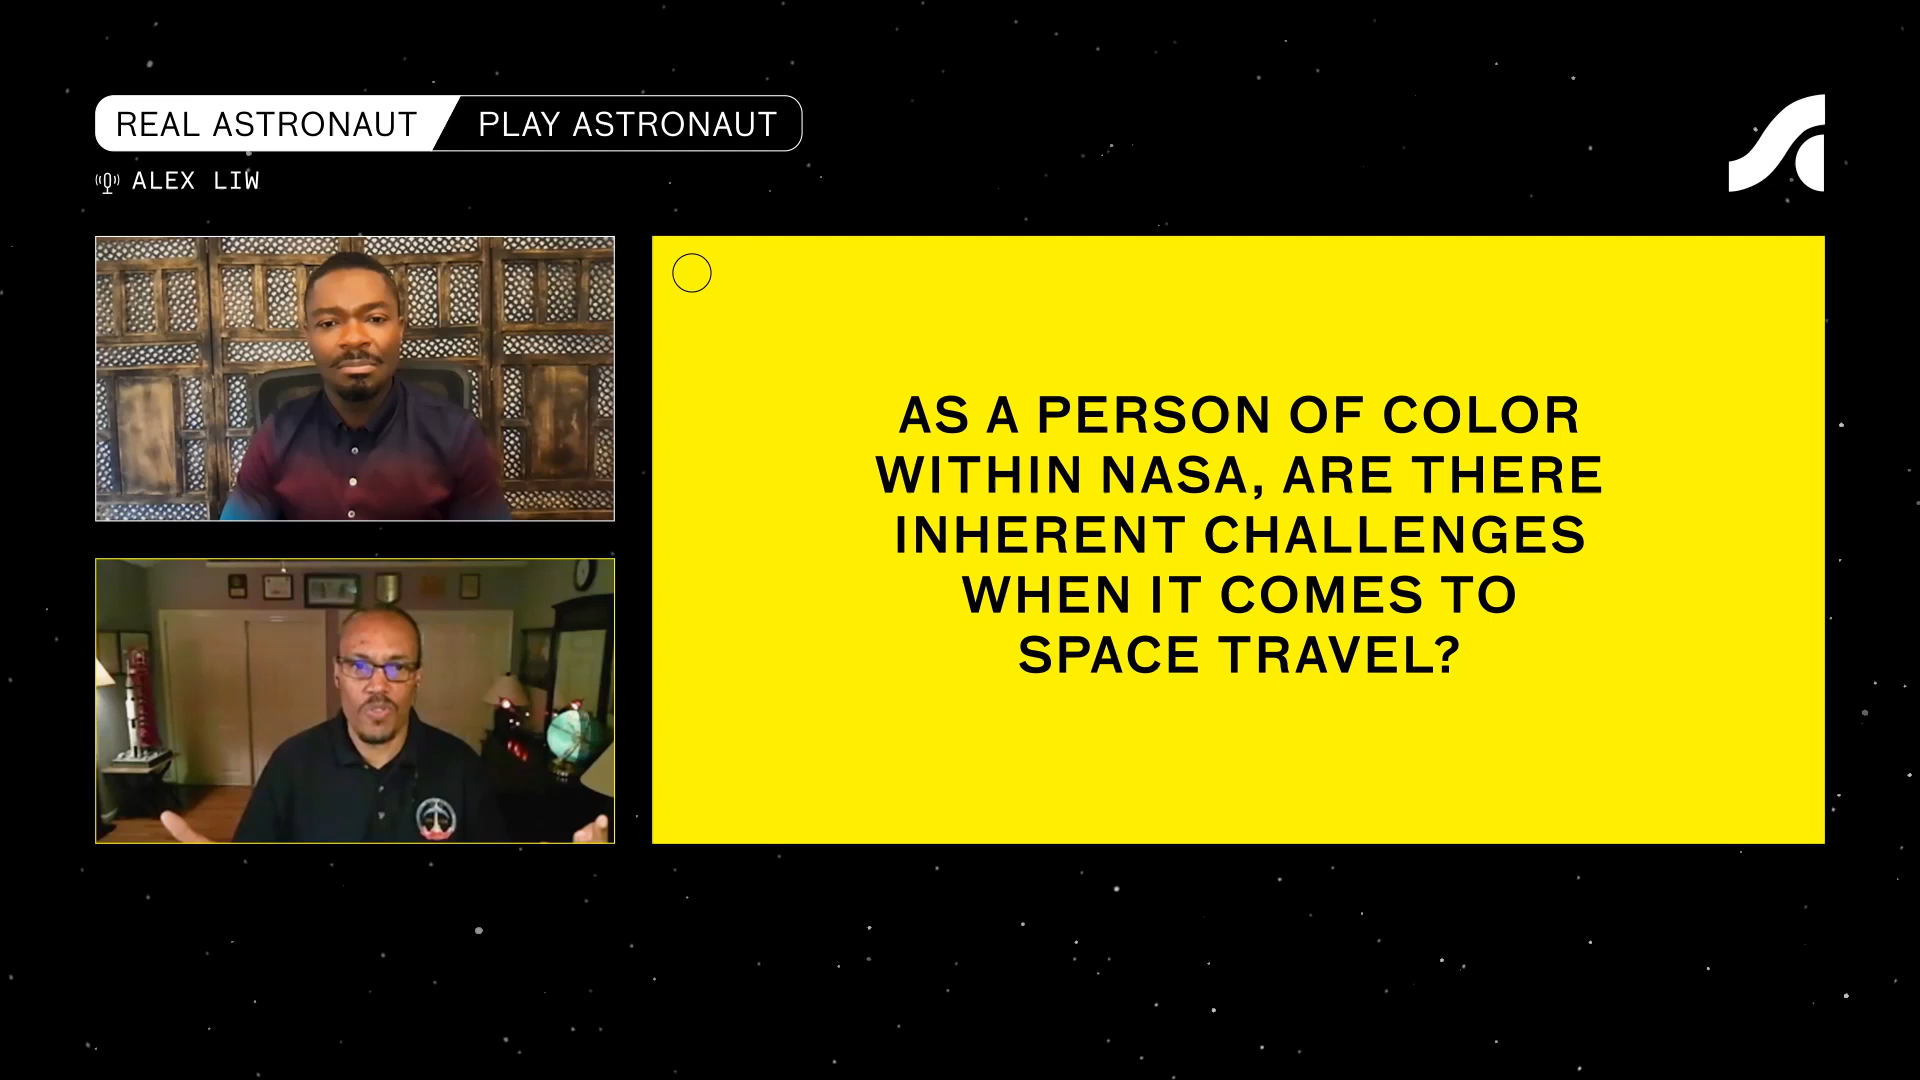 REAL ASTRONAUT PLAY ASTRONAUT
ALEX LIW
AS A PERSON OF COLOR
WITHIN NASA, ARE THERE
INHERENT CHALLENGES
WHEN IT COMES TO
SPACE TRAVEL?